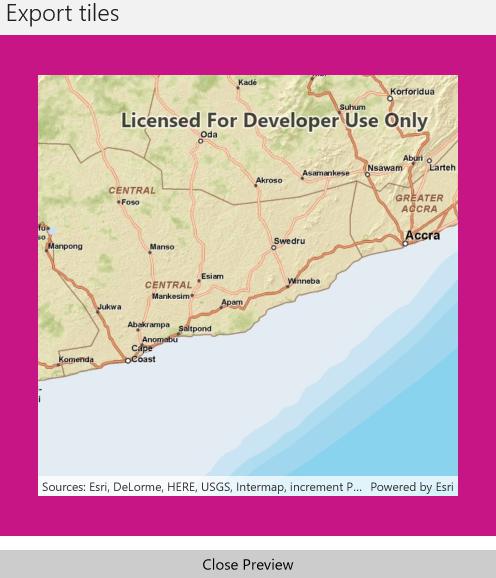 Export tiles
Kadé
Korforidua
Suhum
Licensed For Developer Use Only
Oda
Aburi
Nsawam
Larteh
Asamankese
Akroso
CENTRAL
GREATER
ACCRA
Foso
Accra
Manpong
Manso
Swedru
Esiam
CENTRAL
Winneba
Mankesim
Apam
Jukwa
Abakrampa
Saltpond
Anomabu
Cape
Coast
Komenda
Sources: Esri, DeLorme, HERE, USGS, Intermap, increment P... Powered by Esri
Close Preview